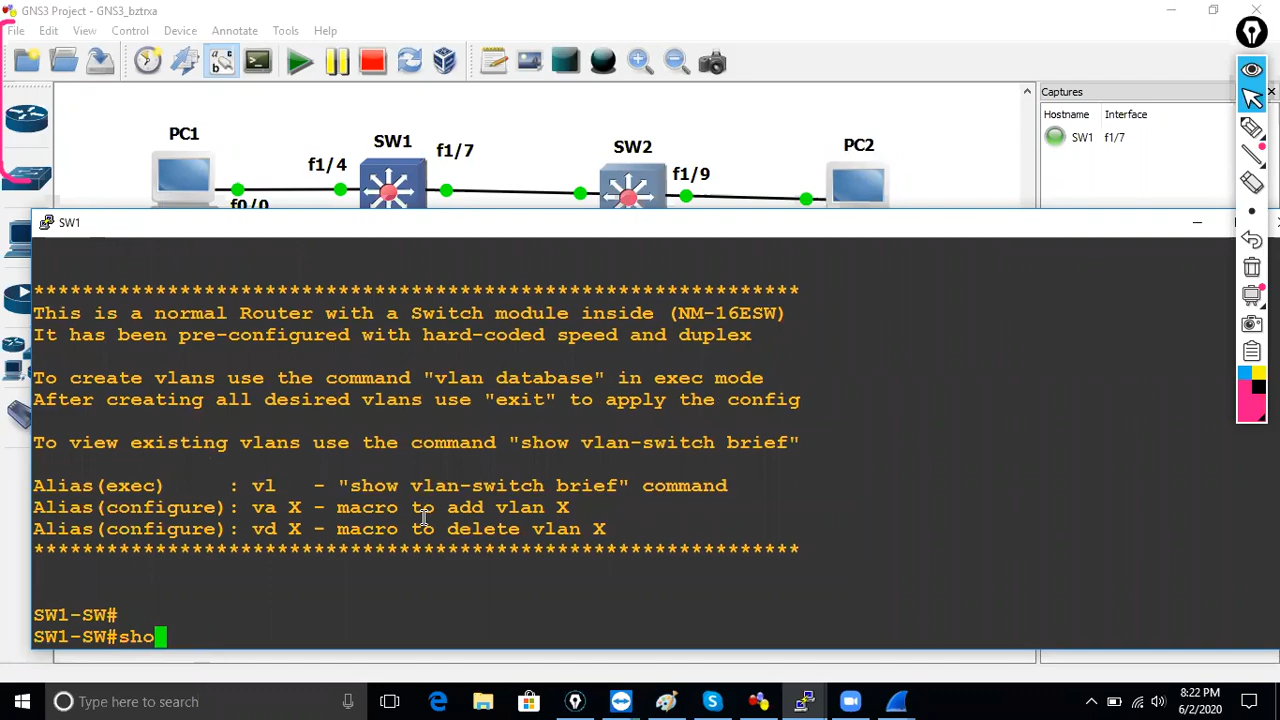 GNS3 Project - GNS3_bztrxa
File Edit View Control Device Annotate Tools Help
Captures
Hostname Interface
SW1 f1/7
PC1
SW1
SW2
PC2
f1/4
f1/7
f1/9
f0/0
SW1
*******************************************************************
This is a normal Router with a Switch module inside (NM-16ESW)
It has been pre-configured with hard-coded speed and duplex
To create vlans use the command "vlan database" in exec mode
After creating all desired vlans use "exit" to apply the config
To view existing vlans use the command "show vlan-switch brief"
Alias(exec) : vl - "show vlan-switch brief" command
Alias(configure): va X - macro to add vlan X
Alias(configure): vd X - macro to delete vlan X
*******************************************************************
SW1-SW#
SW1-SW#sho
Type here to search
8:22 PM
6/2/2020